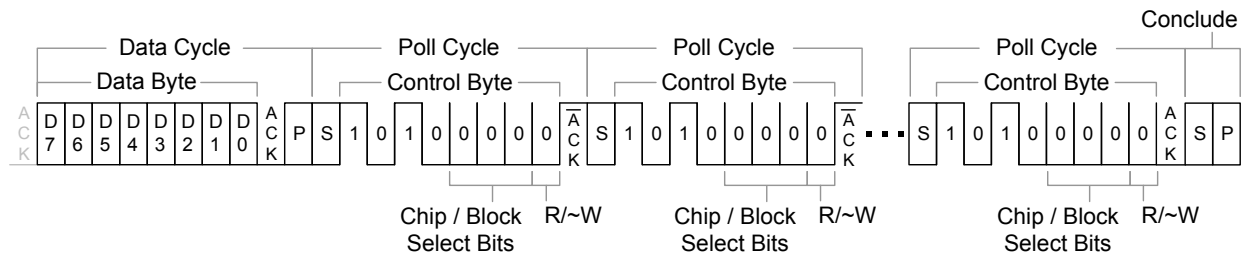 Conclude
Data Cycle Poll Cycle Poll Cycle Poll Cycle
Data Byte Control Byte Control Byte Control Byte
ACK D7 D6 D5 D4 D3 D2 D1 D0 ACK P S 1 0 1 0 0 0 0 0 A̅C̅K̅ S 1 0 1 0 0 0 0 0 A̅C̅K̅ ... S 1 0 1 0 0 0 0 0 ACK S P
Chip / Block R/~W Chip / Block R/~W Chip / Block R/~W
Select Bits Select Bits Select Bits